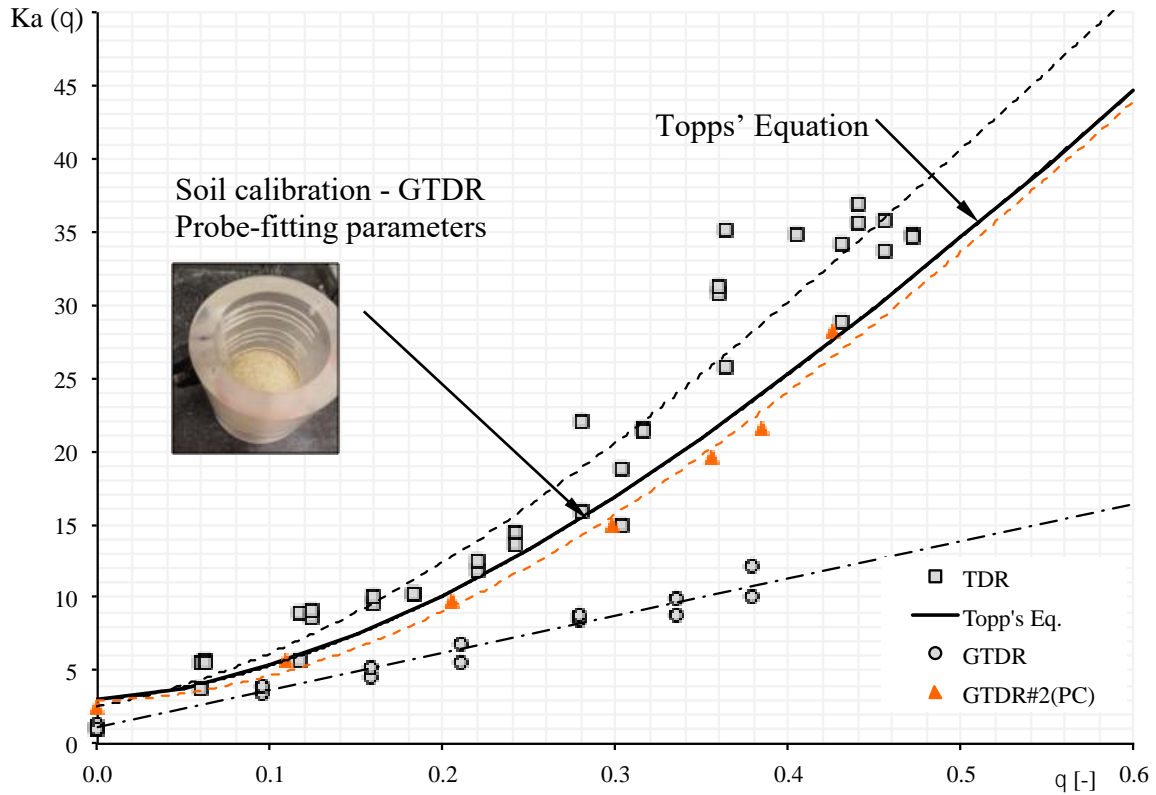 Ka (q)
45
40
35
30
25
20
15
10
5
0
0.0
0.1
0.2
0.3
0.4
0.5
0.6
q [-]
Topps’ Equation
Soil calibration - GTDR
Probe-fitting parameters
TDR
Topp's Eq.
GTDR
GTDR#2(PC)